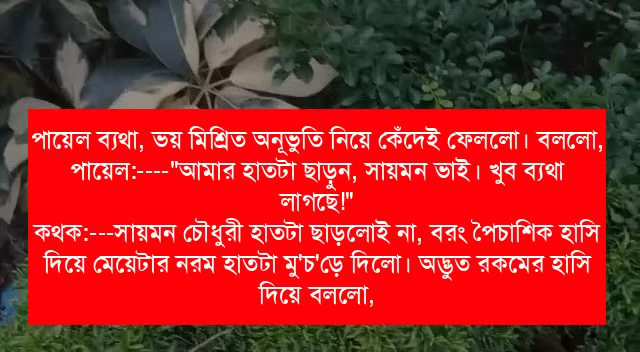 পায়েল ব্যথা, ভয় মিশ্রিত অনূভুতি নিয়ে কেঁদেই ফেললো। বললো,
পায়েল:----"আমার হাতটা ছাড়ুন, সায়মন ভাই। খুব ব্যথা
লাগছে!"
কথক:---সায়মন চৌধুরী হাতটা ছাড়লোই না, বরং পৈচাশিক হাসি
দিয়ে মেয়েটার নরম হাতটা মু'চ'ড়ে দিলো। অদ্ভুত রকমের হাসি
দিয়ে বললো,